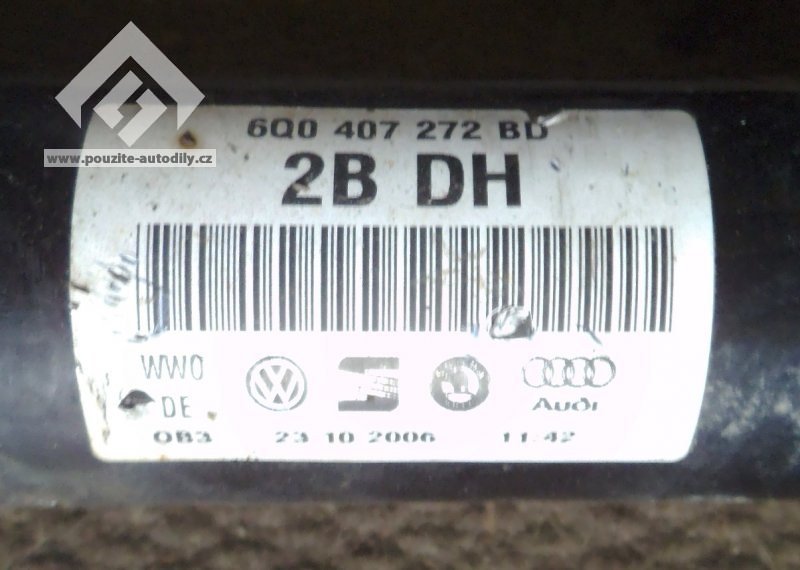 6Q0 407 272 BD
www.pouzite-autodily.cz
2B DH
WWO
DE
Audi
OB3 23 10 2006 11:42